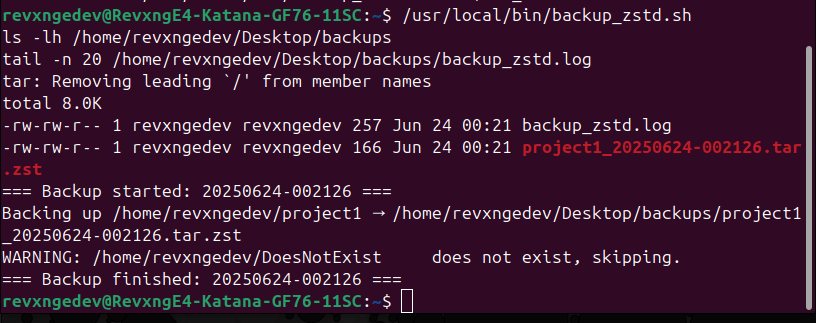 revxngedev@RevxngE4-Katana-GF76-11SC:~$ /usr/local/bin/backup_zstd.sh
ls -lh /home/revxngedev/Desktop/backups
tail -n 20 /home/revxngedev/Desktop/backups/backup_zstd.log
tar: Removing leading `/' from member names
total 8.0K
-rw-rw-r-- 1 revxngedev revxngedev 257 Jun 24 00:21 backup_zstd.log
-rw-rw-r-- 1 revxngedev revxngedev 166 Jun 24 00:21 project1_20250624-002126.tar
.zst
=== Backup started: 20250624-002126 ===
Backing up /home/revxngedev/project1 → /home/revxngedev/Desktop/backups/project1
_20250624-002126.tar.zst
WARNING: /home/revxngedev/DoesNotExist     does not exist, skipping.
=== Backup finished: 20250624-002126 ===
revxngedev@RevxngE4-Katana-GF76-11SC:~$